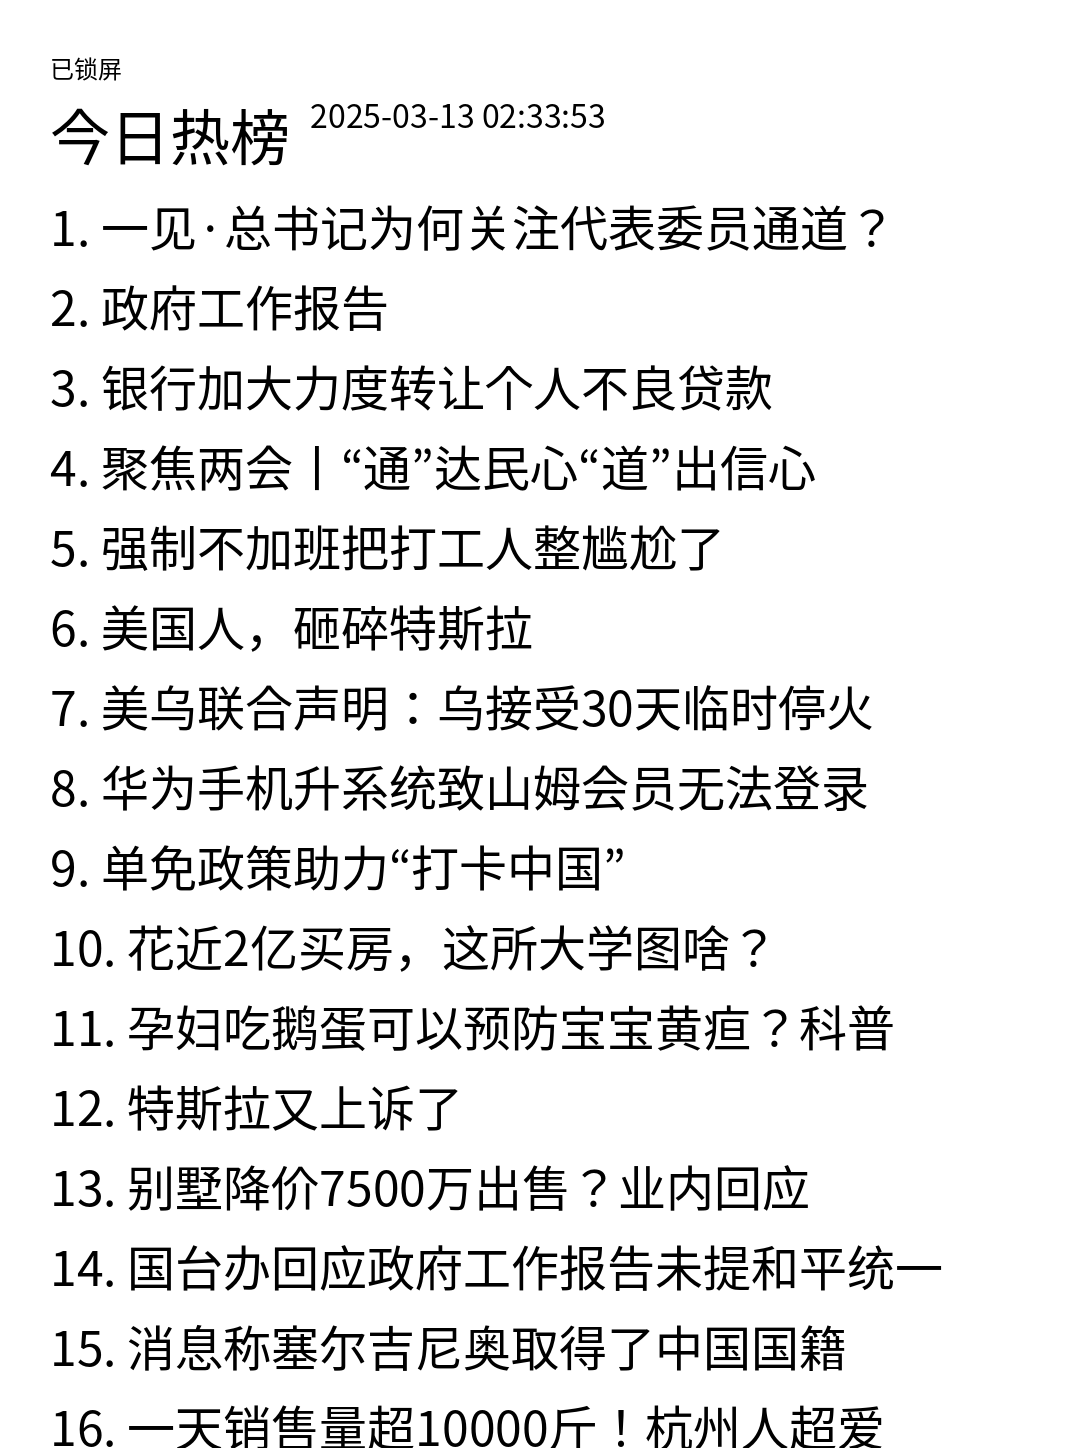 已锁屏
今日热榜 2025-03-13 02:33:53
1. 一见·总书记为何关注代表委员通道？
2. 政府工作报告
3. 银行加大力度转让个人不良贷款
4. 聚焦两会丨“通”达民心“道”出信心
5. 强制不加班把打工人整尴尬了
6. 美国人，砸碎特斯拉
7. 美乌联合声明：乌接受30天临时停火
8. 华为手机升系统致山姆会员无法登录
9. 单免政策助力“打卡中国”
10. 花近2亿买房，这所大学图啥？
11. 孕妇吃鹅蛋可以预防宝宝黄疸？科普
12. 特斯拉又上诉了
13. 别墅降价7500万出售？业内回应
14. 国台办回应政府工作报告未提和平统一
15. 消息称塞尔吉尼奥取得了中国国籍
16. 一天销售量超10000斤！杭州人超爱